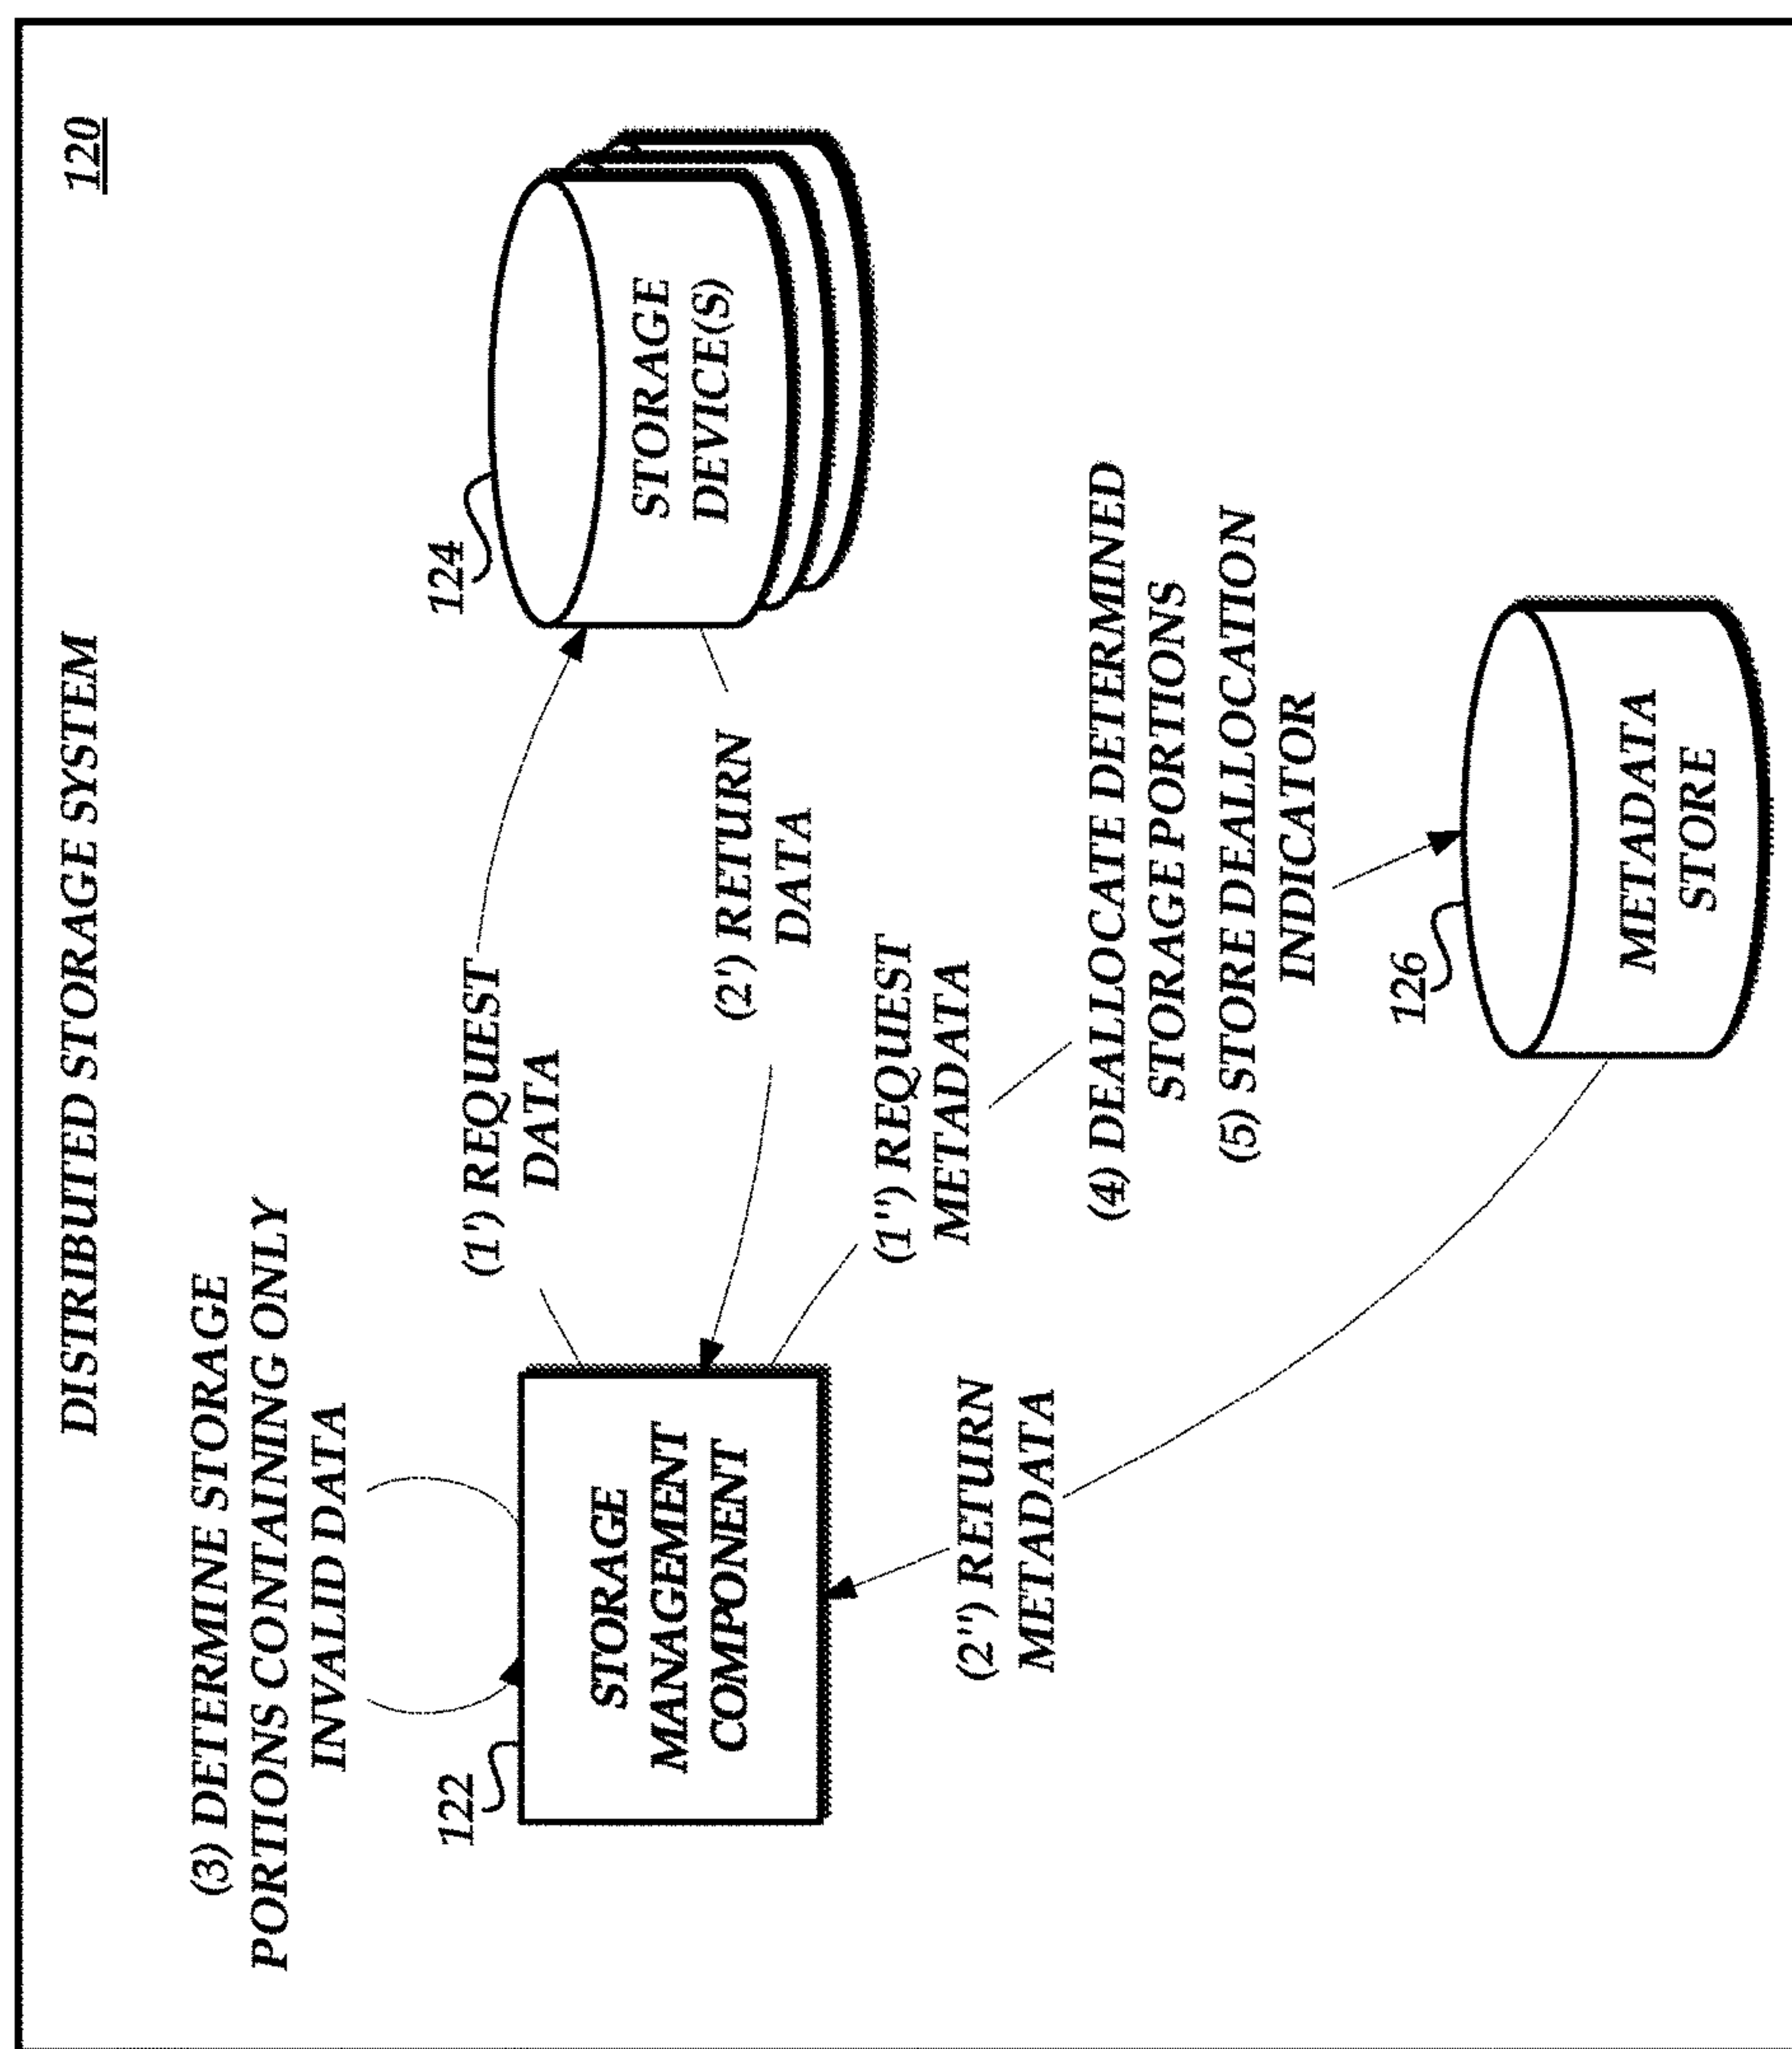 DISTRIBUTED STORAGE SYSTEM
120
(3) DETERMINE STORAGE
PORTIONS CONTAINING ONLY
INVALID DATA
122
STORAGE
MANAGEMENT
COMPONENT
(1') REQUEST
DATA
124
STORAGE
DEVICE(S)
(2') RETURN
DATA
(1'') REQUEST
METADATA
(2'') RETURN
METADATA
(4) DEALLOCATE DETERMINED
STORAGE PORTIONS
(5) STORE DEALLOCATION
INDICATOR
126
METADATA
STORE